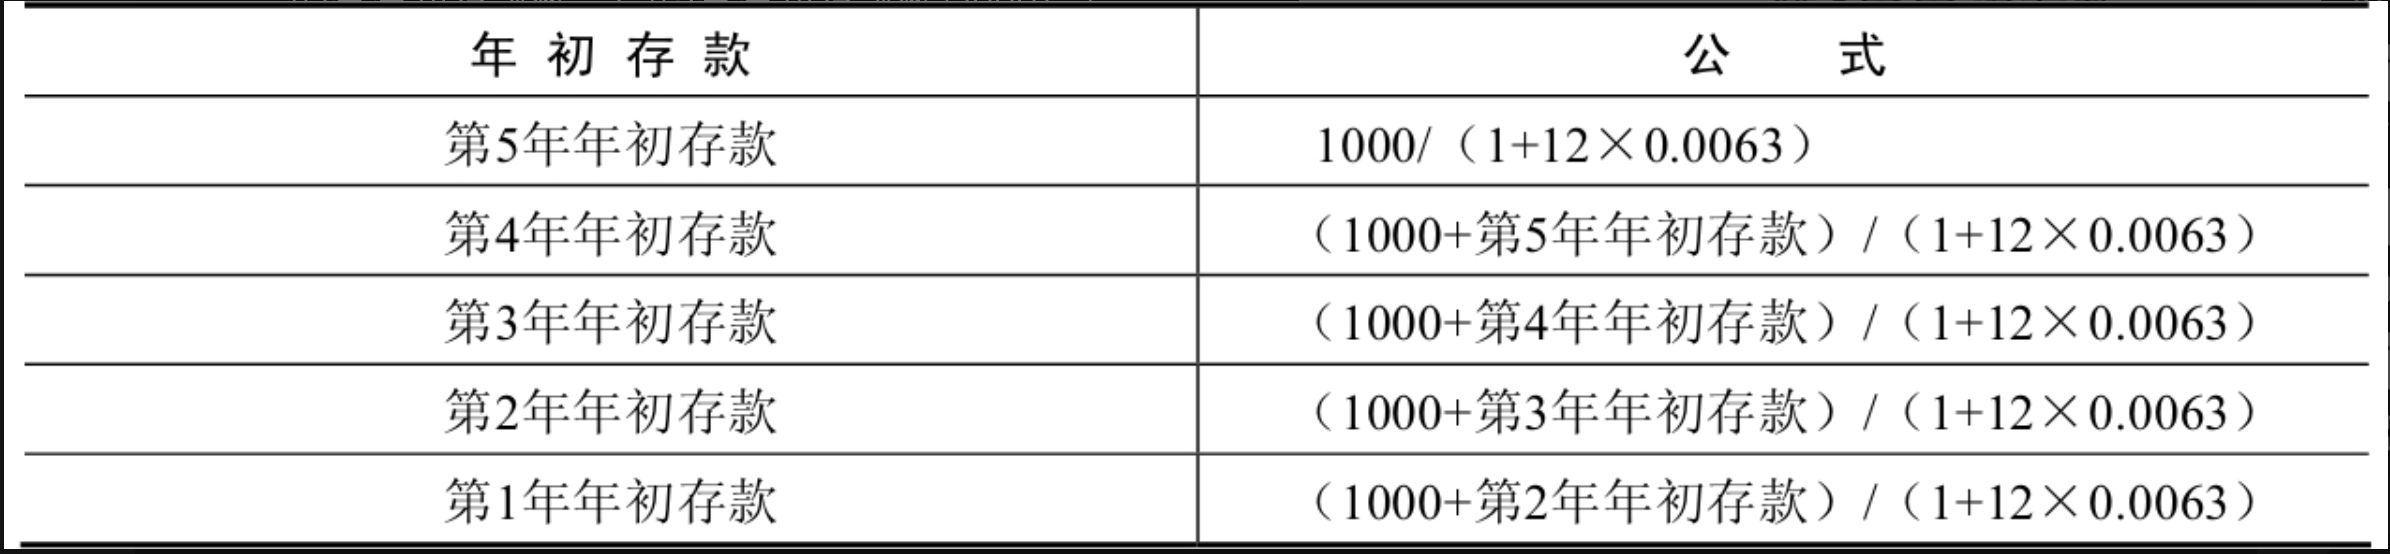 年初存款 公式
第5年年初存款 1000/（1+12×0.0063）
第4年年初存款 （1000+第5年年初存款）/（1+12×0.0063）
第3年年初存款 （1000+第4年年初存款）/（1+12×0.0063）
第2年年初存款 （1000+第3年年初存款）/（1+12×0.0063）
第1年年初存款 （1000+第2年年初存款）/（1+12×0.0063）